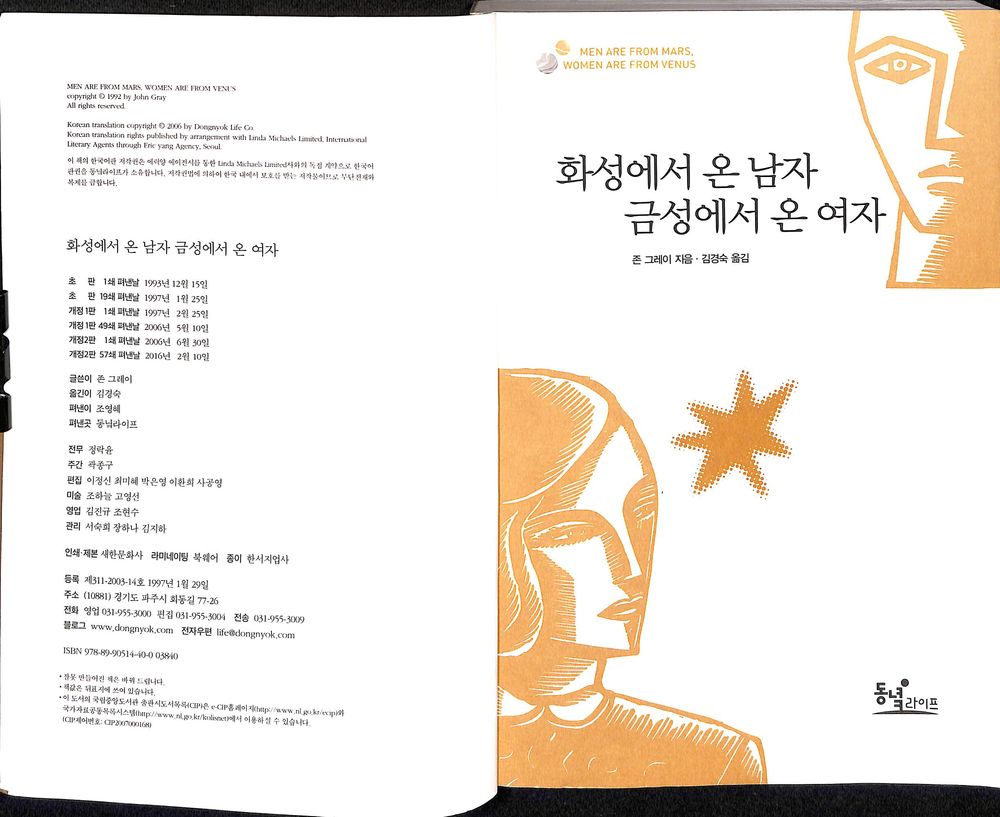 MEN ARE FROM MARS, WOMEN ARE FROM VENUS
copyright © 1992 by John Gray
All rights reserved.
Korean translation copyright © 2006 by Dongnyok Life Co.
Korean translation rights published by arrangement with Linda Michaels Limited, International
Literary Agents through Eric yang Agency, Seoul.
이 책의 한국어판 저작권은 에릭양 에이전시를 통한 Linda Michaels Limited사와의 독점 계약으로 한국어
판권을 동녘라이프가 소유합니다. 저작권법에 의하여 한국 내에서 보호를 받는 저작물이므로 무단전재와
복제를 금합니다.
화성에서 온 남자 금성에서 온 여자
초 판 1쇄 펴낸날 1993년 12월 15일
초 판 19쇄 펴낸날 1997년 1월 25일
개정1판 1쇄 펴낸날 1997년 2월 25일
개정1판 49쇄 펴낸날 2006년 5월 10일
개정2판 1쇄 펴낸날 2006년 6월 30일
개정2판 57쇄 펴낸날 2016년 2월 10일
글쓴이 존 그레이
옮긴이 김경숙
펴낸이 조영혜
펴낸곳 동녘라이프
전무 정락윤
주간 곽종구
편집 이정신 최미혜 박은영 이환희 사공영
미술 조하늘 고영선
영업 김진규 조현수
관리 서숙희 장하나 김지하
인쇄·제본 새한문화사 라미네이팅 북웨어 종이 한서지업사
등록 제311-2003-14호 1997년 1월 29일
주소 (10881) 경기도 파주시 회동길 77-26
전화 영업 031-955-3000 편집 031-955-3004 전송 031-955-3009
블로그 www.dongnyok.com 전자우편 life@dongnyok.com
ISBN 978-89-90514-40-0 03840
• 잘못 만들어진 책은 바꿔 드립니다.
• 책값은 뒤표지에 쓰여 있습니다.
• 이 도서의 국립중앙도서관 출판시도서목록(CIP)은 e-CIP홈페이지(http://www.nl.go.kr/ecip)와
국가자료공동목록시스템(http://www.nl.go.kr/kolisnet)에서 이용하실 수 있습니다.
(CIP제어번호: CIP2007000168)
MEN ARE FROM MARS,
WOMEN ARE FROM VENUS
화성에서 온 남자
금성에서 온 여자
존 그레이 지음 · 김경숙 옮김
동녘라이프